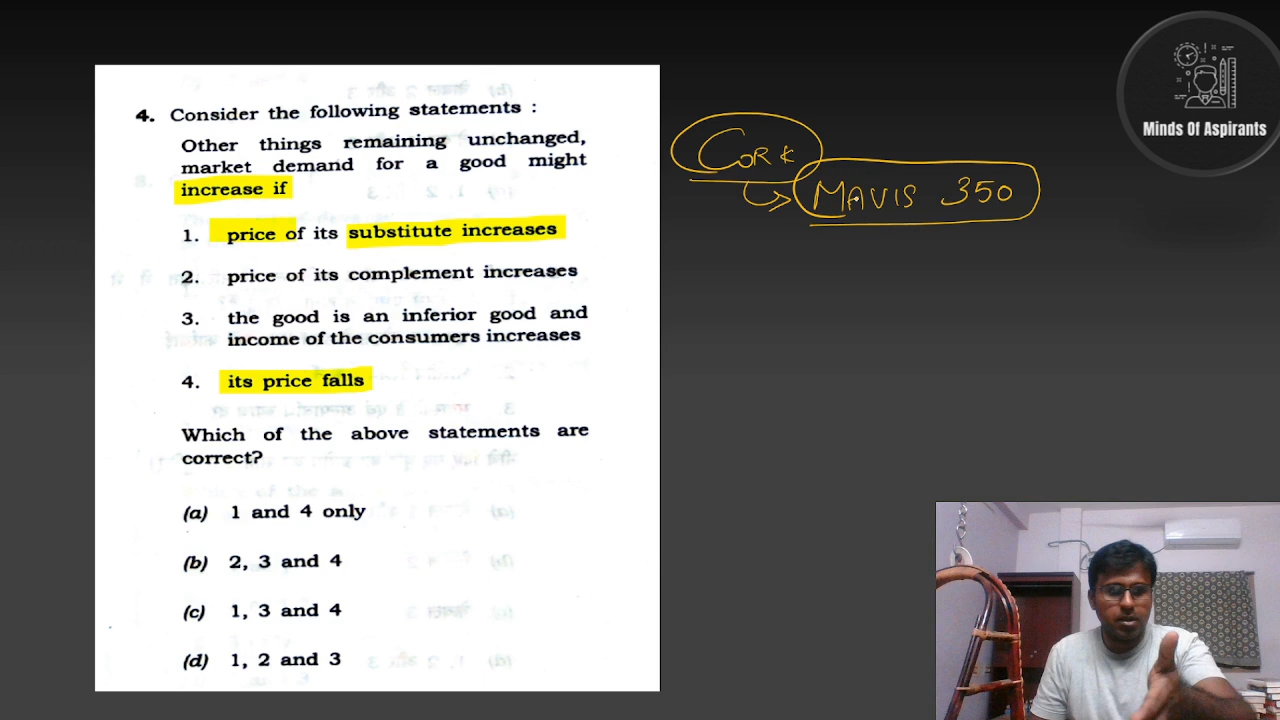 4. Consider the following statements :
Other things remaining unchanged,
market demand for a good might
increase if
1. price of its substitute increases
2. price of its complement increases
3. the good is an inferior good and
income of the consumers increases
4. its price falls
Which of the above statements are
correct?
(a) 1 and 4 only
(b) 2, 3 and 4
(c) 1, 3 and 4
(d) 1, 2 and 3
CORK
MAVIS 350
Minds Of Aspirants